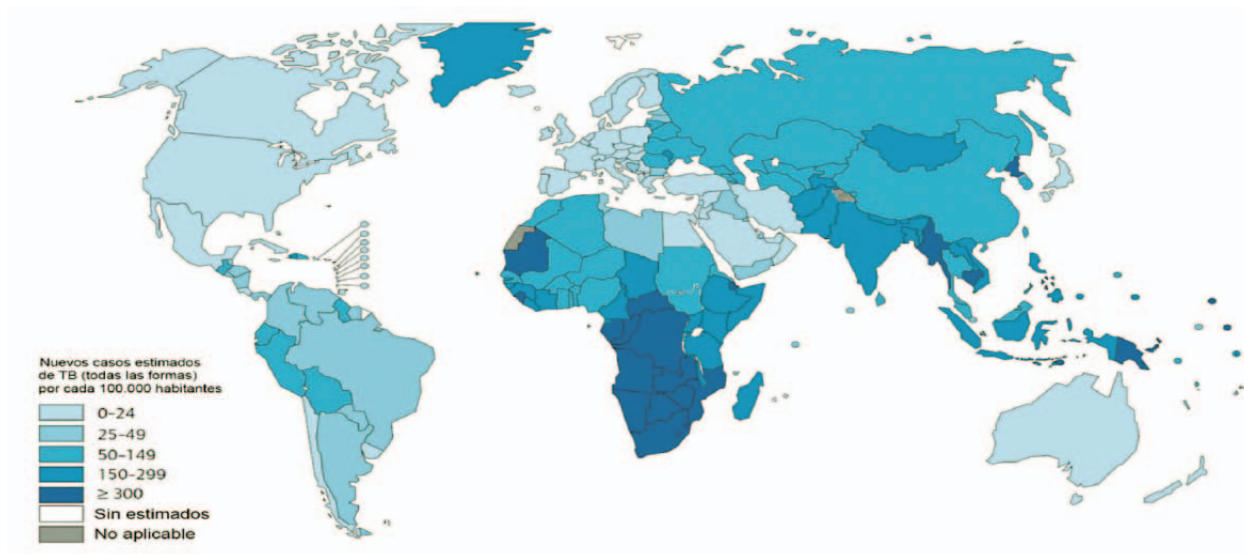 Nuevos casos estimados
de TB (todas las formas)
por cada 100.000 habitantes
0–24
25–49
50–149
150–299
≥ 300
Sin estimados
No aplicable